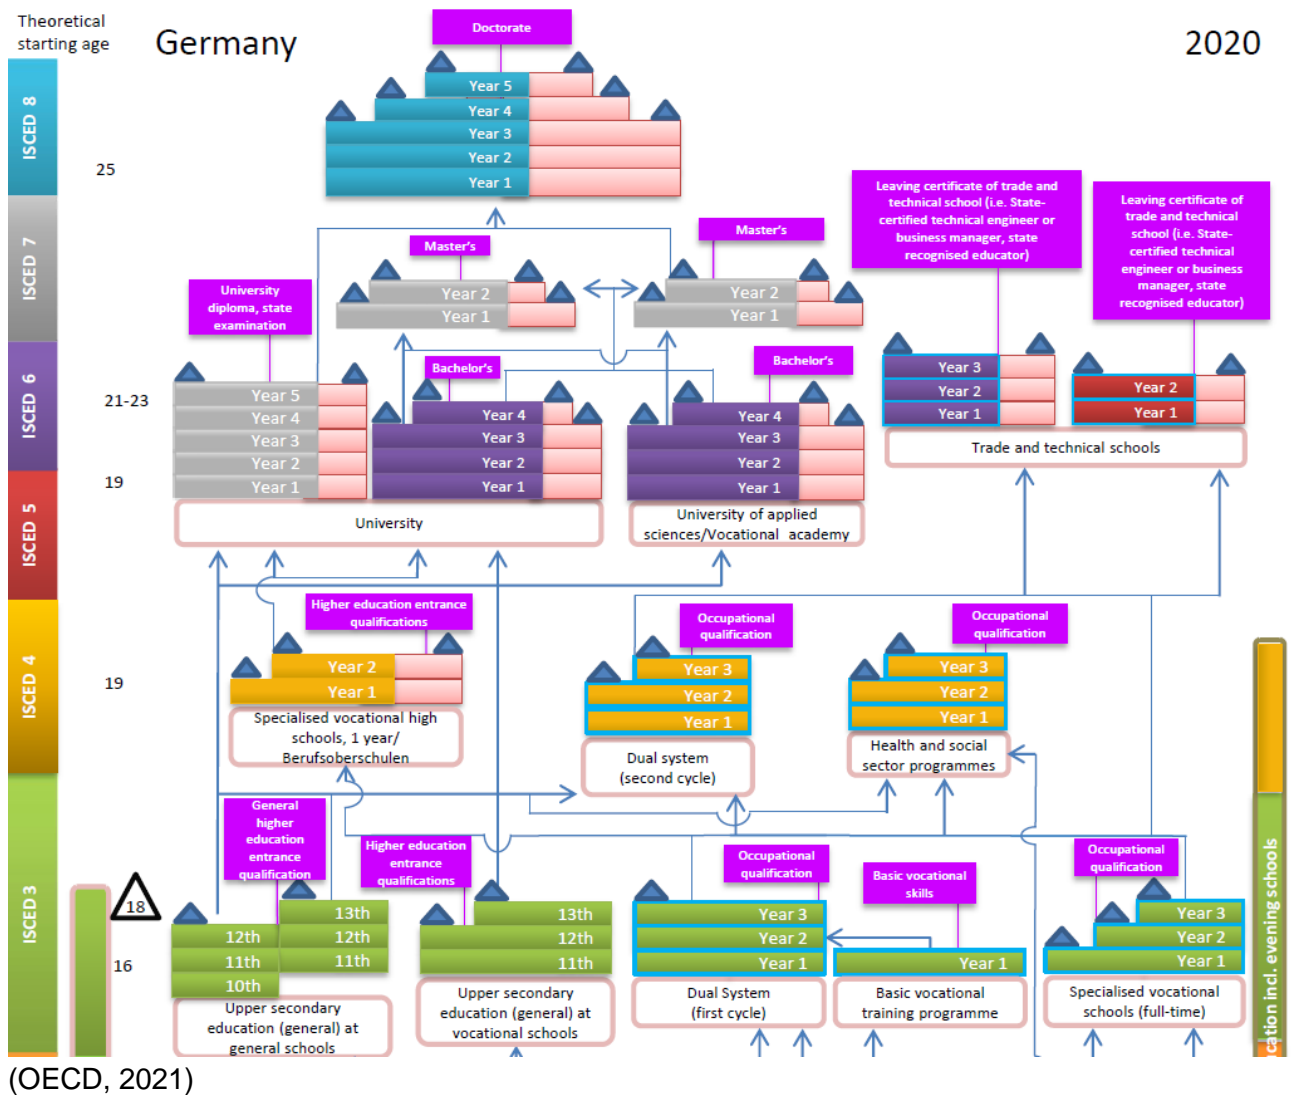 Theoretical
starting age
Germany
2020
Doctorate
ISCED 8
Year 5
Year 4
Year 3
Year 2
Year 1
25
Leaving certificate of trade and
technical school (i.e. State-
certified technical engineer or
business manager, state
recognised educator)
Leaving certificate of
trade and technical
school (i.e. State-
certified technical
engineer or business
manager, state
recognised educator)
ISCED 7
Master's
Year 2
Year 1
Master's
Year 2
Year 1
University
diploma, state
examination
ISCED 6
21-23
Year 5
Year 4
Year 3
Year 2
Year 1
Bachelor's
Year 4
Year 3
Year 2
Year 1
Bachelor's
Year 4
Year 3
Year 2
Year 1
Year 3
Year 2
Year 1
Year 2
Year 1
Trade and technical schools
19
ISCED 5
University
University of applied
sciences/Vocational academy
ISCED 4
19
Higher education entrance
qualifications
Year 2
Year 1
Specialised vocational high
schools, 1 year/
Berufsoberschulen
Occupational
qualification
Year 3
Year 2
Year 1
Dual system
(second cycle)
Occupational
qualification
Year 3
Year 2
Year 1
Health and social
sector programmes
ISCED 3
18
16
General
higher
education
entrance
qualification
12th
11th
10th
13th
12th
11th
Upper secondary
education (general) at
general schools
Higher education
entrance
qualifications
13th
12th
11th
Upper secondary
education (general) at
vocational schools
Occupational
qualification
Year 3
Year 2
Year 1
Dual System
(first cycle)
Basic vocational
skills
Year 1
Basic vocational
training programme
Occupational
qualification
Year 3
Year 2
Year 1
Specialised vocational
schools (full-time)
cation incl. evening schools
(OECD, 2021)